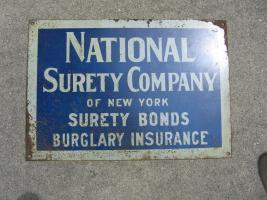 NATIONAL
SURETY COMPANY
OF NEW YORK
SURETY BONDS
BURGLARY INSURANCE